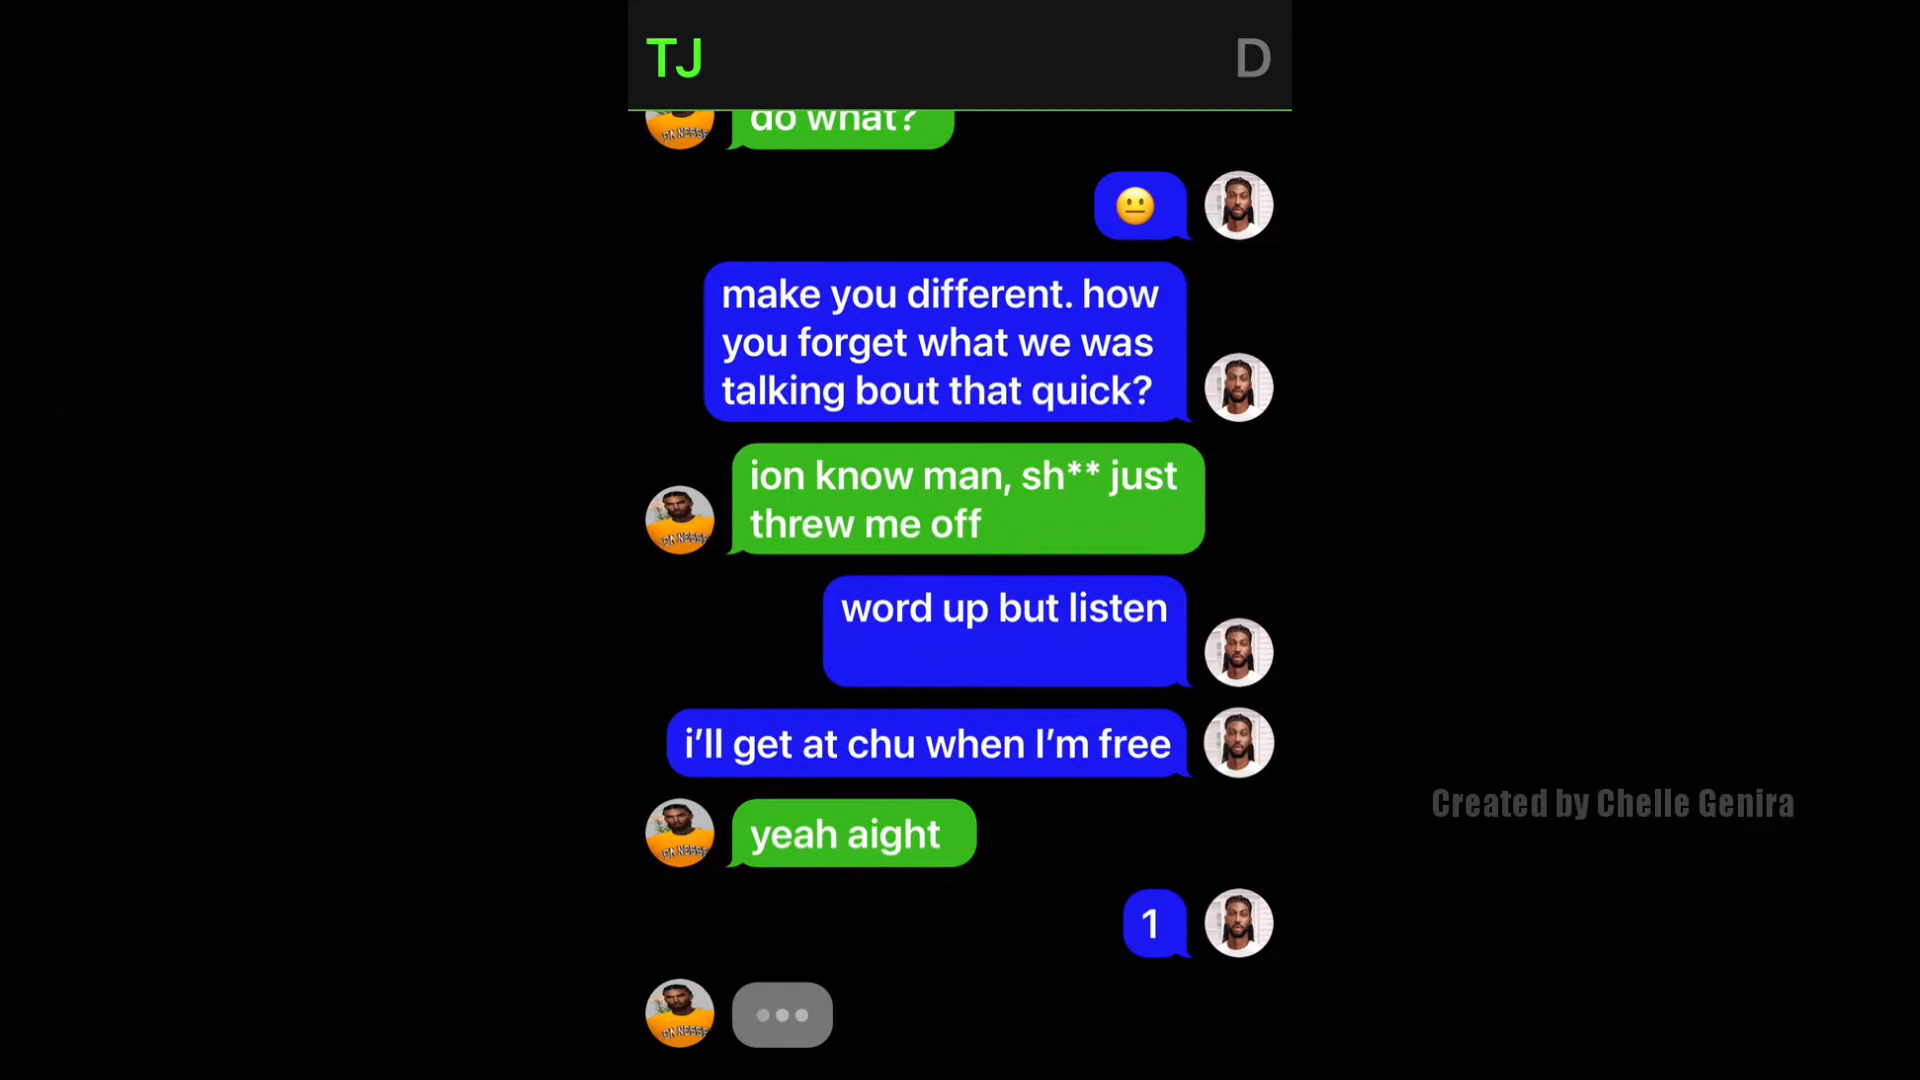 TJ
D
do what?
😐
make you different. how
you forget what we was
talking bout that quick?
ion know man, sh** just
threw me off
word up but listen
i’ll get at chu when I’m free
Created by Chelle Genira
yeah aight
1